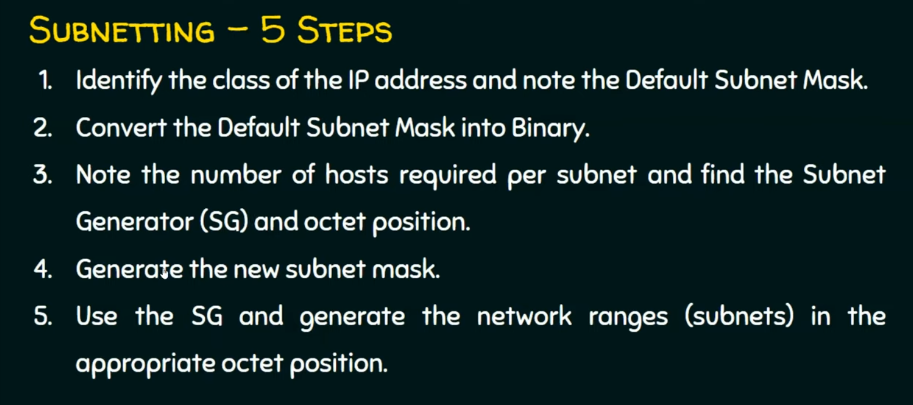 SUBNETTING – 5 STEPS
1. Identify the class of the IP address and note the Default Subnet Mask.
2. Convert the Default Subnet Mask into Binary.
3. Note the number of hosts required per subnet and find the Subnet
Generator (SG) and octet position.
4. Generate the new subnet mask.
5. Use the SG and generate the network ranges (subnets) in the
appropriate octet position.